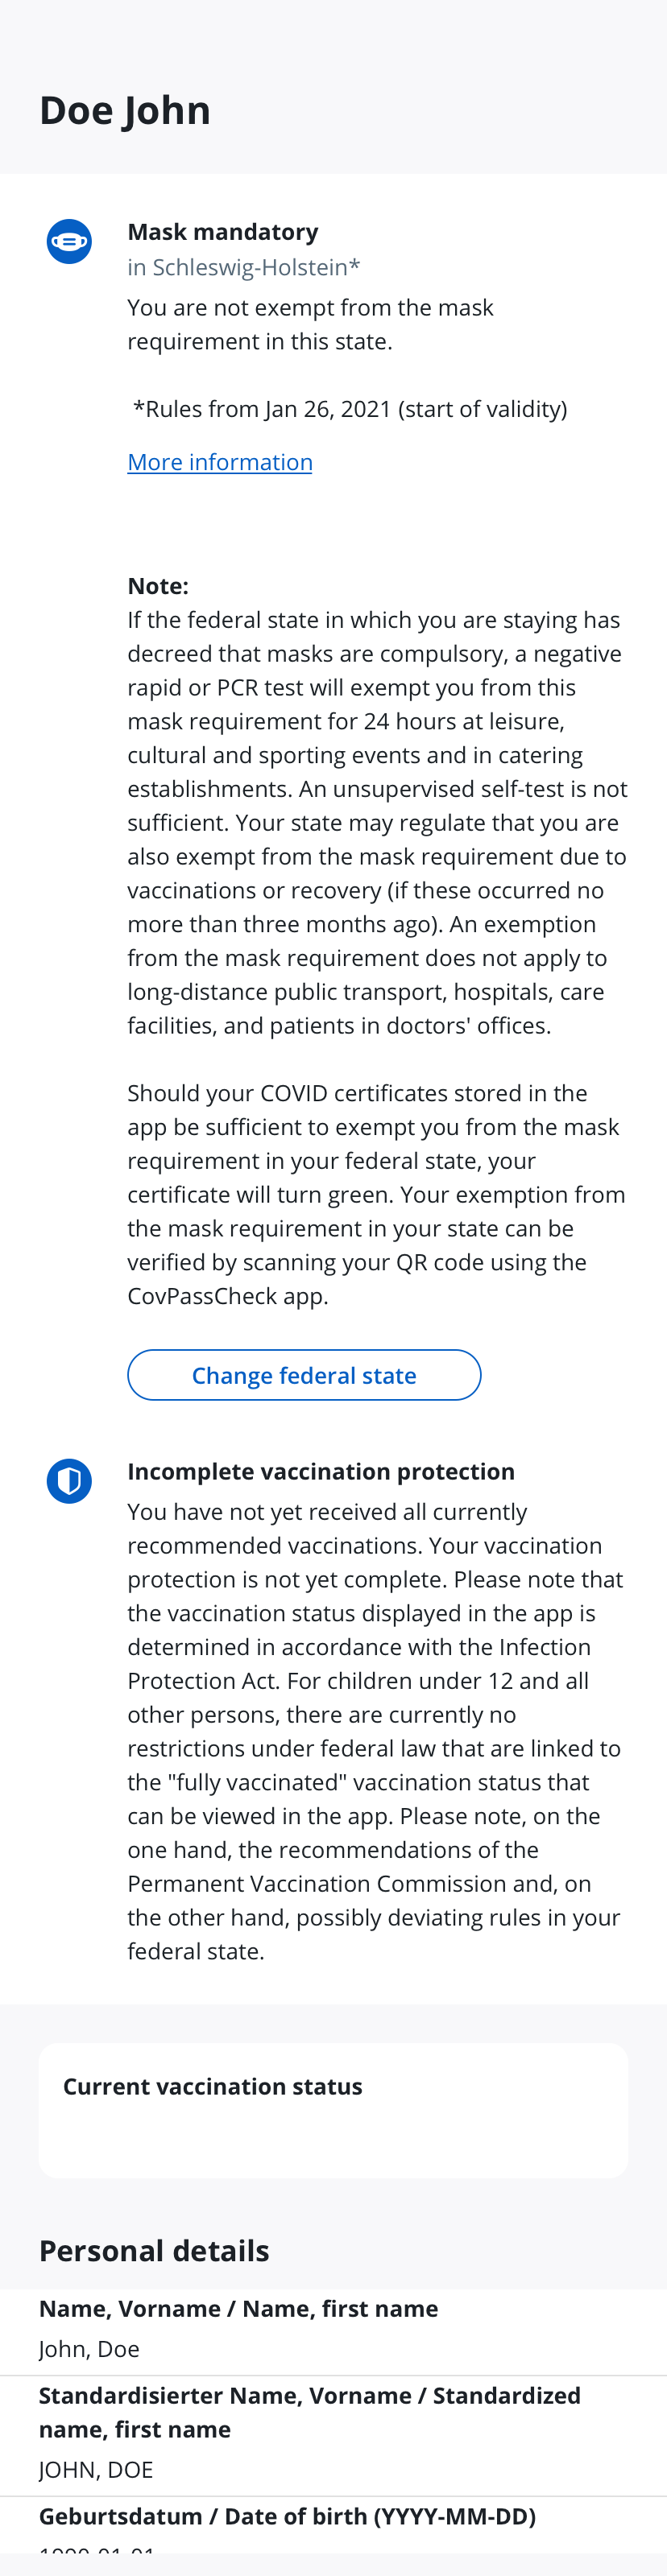 Doe John
Mask mandatory
in Schleswig-Holstein*
You are not exempt from the mask
requirement in this state.
*Rules from Jan 26, 2021 (start of validity)
More information
Note:
If the federal state in which you are staying has
decreed that masks are compulsory, a negative
rapid or PCR test will exempt you from this
mask requirement for 24 hours at leisure,
cultural and sporting events and in catering
establishments. An unsupervised self-test is not
sufficient. Your state may regulate that you are
also exempt from the mask requirement due to
vaccinations or recovery (if these occurred no
more than three months ago). An exemption
from the mask requirement does not apply to
long-distance public transport, hospitals, care
facilities, and patients in doctors' offices.
Should your COVID certificates stored in the
app be sufficient to exempt you from the mask
requirement in your federal state, your
certificate will turn green. Your exemption from
the mask requirement in your state can be
verified by scanning your QR code using the
CovPassCheck app.
Change federal state
Incomplete vaccination protection
You have not yet received all currently
recommended vaccinations. Your vaccination
protection is not yet complete. Please note that
the vaccination status displayed in the app is
determined in accordance with the Infection
Protection Act. For children under 12 and all
other persons, there are currently no
restrictions under federal law that are linked to
the "fully vaccinated" vaccination status that
can be viewed in the app. Please note, on the
one hand, the recommendations of the
Permanent Vaccination Commission and, on
the other hand, possibly deviating rules in your
federal state.
Current vaccination status
Personal details
Name, Vorname / Name, first name
John, Doe
Standardisierter Name, Vorname / Standardized
name, first name
JOHN, DOE
Geburtsdatum / Date of birth (YYYY-MM-DD)